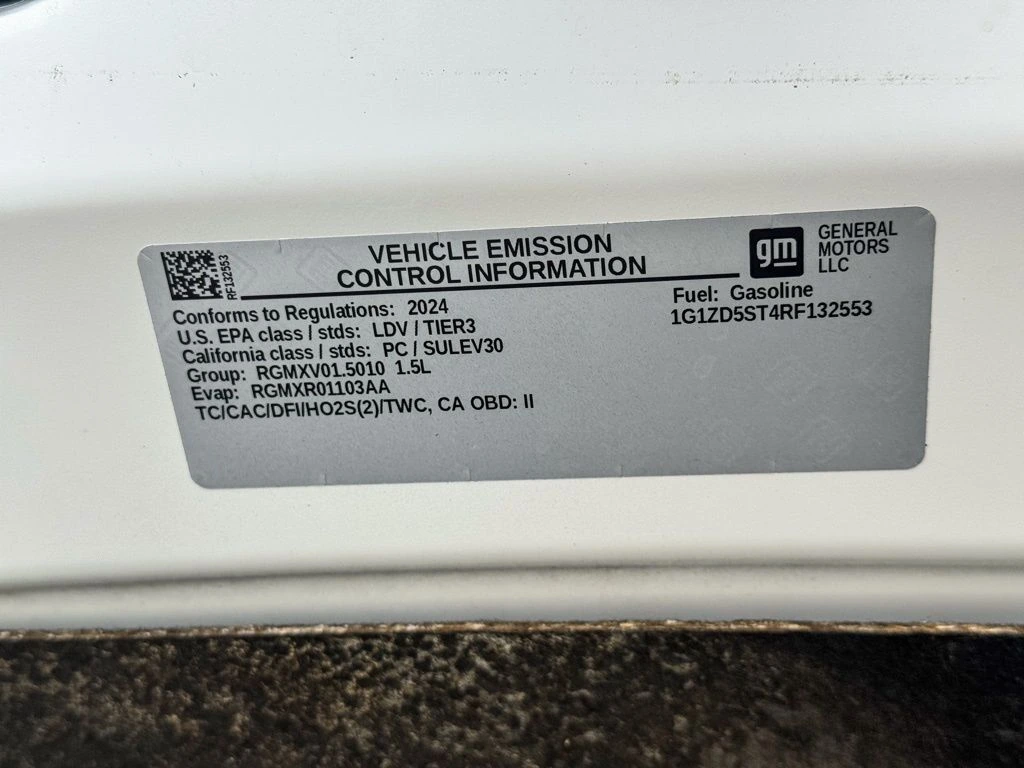 RF132553
VEHICLE EMISSION
CONTROL INFORMATION
gm
GENERAL
MOTORS
LLC
Conforms to Regulations: 2024
U.S. EPA class / stds: LDV / TIER3
California class / stds: PC / SULEV30
Group: RGMXV01.5010 1.5L
Evap: RGMXR01103AA
TC/CAC/DFI/HO2S(2)/TWC, CA OBD: II
Fuel: Gasoline
1G1ZD5ST4RF132553